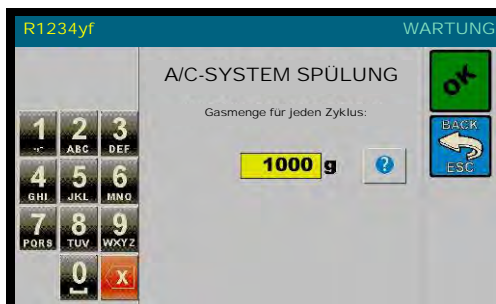 R1234yf WARTUNG
A/C-SYSTEM SPÜLUNG
OK
Gasmenge für jeden Zyklus:
1 2 3
ABC DEF
BACK
ESC
1000 g ?
4 5 6
GHI JKL MNO
7 8 9
PQRS TUV WXYZ
0 X